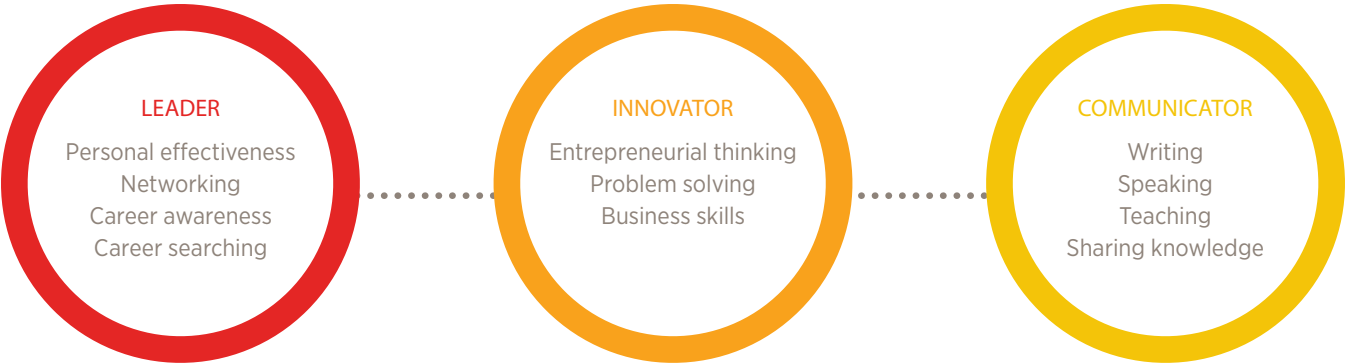 LEADER
Personal effectiveness
Networking
Career awareness
Career searching
INNOVATOR
Entrepreneurial thinking
Problem solving
Business skills
COMMUNICATOR
Writing
Speaking
Teaching
Sharing knowledge